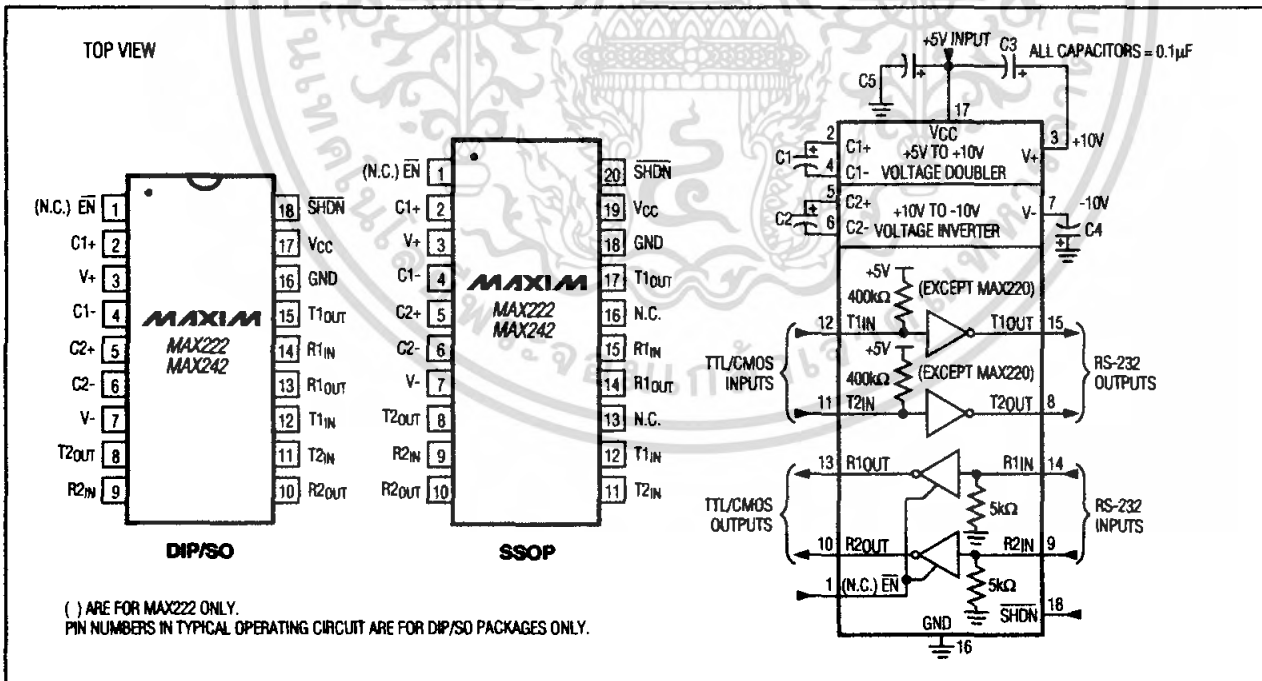 TOP VIEW
(N.C.) EN 1
C1+ 2
V+ 3
C1- 4
C2+ 5
C2- 6
V- 7
T2OUT 8
R2IN 9
18 SHDN
17 VCC
16 GND
15 T1OUT
14 R1IN
13 R1OUT
12 T1IN
11 T2IN
10 R2OUT
MAXIM
MAX222
MAX242
DIP/SO
(N.C.) EN 1
C1+ 2
V+ 3
C1- 4
C2+ 5
C2- 6
V- 7
T2OUT 8
R2IN 9
R2OUT 10
20 SHDN
19 VCC
18 GND
17 T1OUT
16 N.C.
15 R1IN
14 R1OUT
13 N.C.
12 T1IN
11 T2IN
MAXIM
MAX222
MAX242
SSOP
( ) ARE FOR MAX222 ONLY.
PIN NUMBERS IN TYPICAL OPERATING CIRCUIT ARE FOR DIP/SO PACKAGES ONLY.
+5V INPUT C3 ALL CAPACITORS = 0.1µF
C5
17
VCC
2 C1+ +5V TO +10V V+ 3 +10V
C1 4 C1- VOLTAGE DOUBLER
5 C2+ +10V TO -10V V- 7 -10V
C2 6 C2- VOLTAGE INVERTER C4
+5V
400kΩ (EXCEPT MAX220)
12 T1IN T1OUT 15
+5V
TTL/CMOS INPUTS
400kΩ (EXCEPT MAX220)
RS-232 OUTPUTS
11 T2IN T2OUT 8
13 R1OUT R1IN 14
5kΩ
TTL/CMOS OUTPUTS
RS-232 INPUTS
10 R2OUT R2IN 9
5kΩ
1 (N.C.) EN
SHDN 18
GND
16